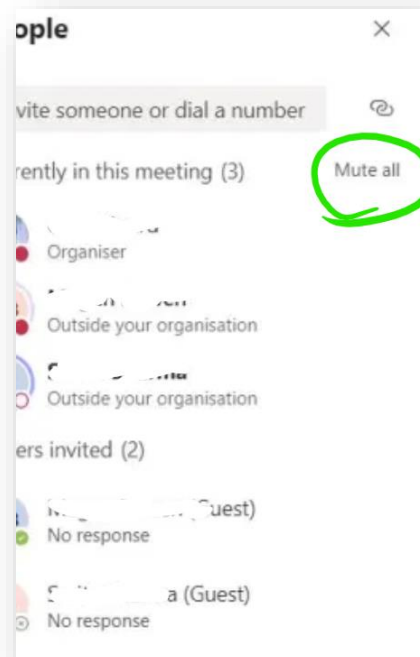 ople
vite someone or dial a number
rently in this meeting (3)
Mute all
Organiser
Outside your organisation
Outside your organisation
ers invited (2)
uest)
No response
a (Guest)
No response